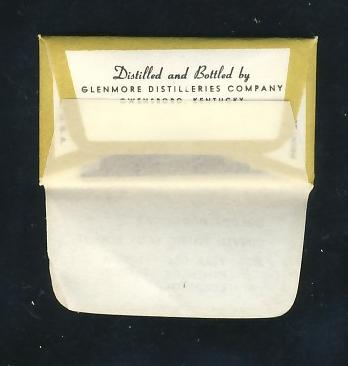 Distilled and Bottled by
GLENMORE DISTILLERIES COMPANY
OWENSBORO, KENTUCKY